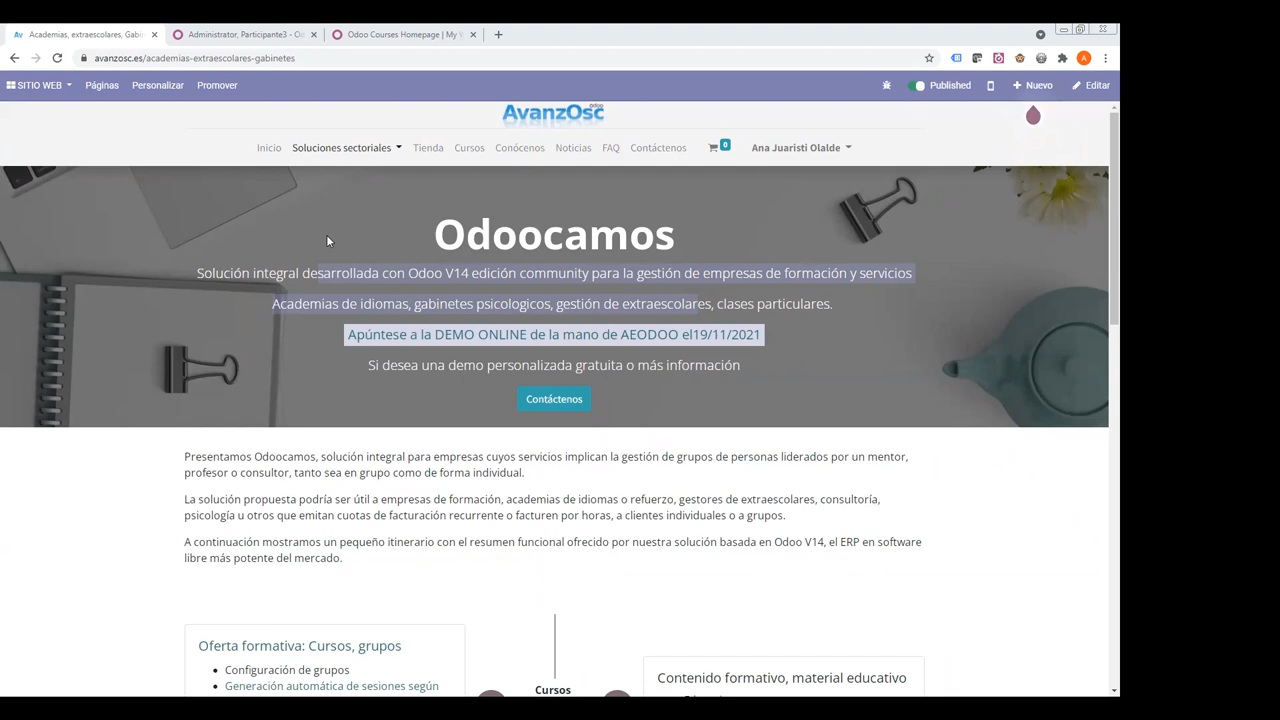 Academias, extraescolares, Gabi
Administrator, Participante3 - Od
Odoo Courses Homepage | My W
avanzosc.es/academias-extraescolares-gabinetes
A
SITIO WEB
Páginas
Personalizar
Promover
Published
Nuevo
Editar
AvanzOsc
odoo
Inicio
Soluciones sectoriales
Tienda
Cursos
Conócenos
Noticias
FAQ
Contáctenos
0
Ana Juaristi Olalde
Odoocamos
Solución integral desarrollada con Odoo V14 edición community para la gestión de empresas de formación y servicios
Academias de idiomas, gabinetes psicologicos, gestión de extraescolares, clases particulares.
Apúntese a la DEMO ONLINE de la mano de AEODOO el19/11/2021
Si desea una demo personalizada gratuita o más información
Contáctenos
Presentamos Odoocamos, solución integral para empresas cuyos servicios implican la gestión de grupos de personas liderados por un mentor,
profesor o consultor, tanto sea en grupo como de forma individual.
La solución propuesta podría ser útil a empresas de formación, academias de idiomas o refuerzo, gestores de extraescolares, consultoría,
psicología u otros que emitan cuotas de facturación recurrente o facturen por horas, a clientes individuales o a grupos.
A continuación mostramos un pequeño itinerario con el resumen funcional ofrecido por nuestra solución basada en Odoo V14, el ERP en software
libre más potente del mercado.
Oferta formativa: Cursos, grupos
Configuración de grupos
Generación automática de sesiones según
Cursos
Contenido formativo, material educativo